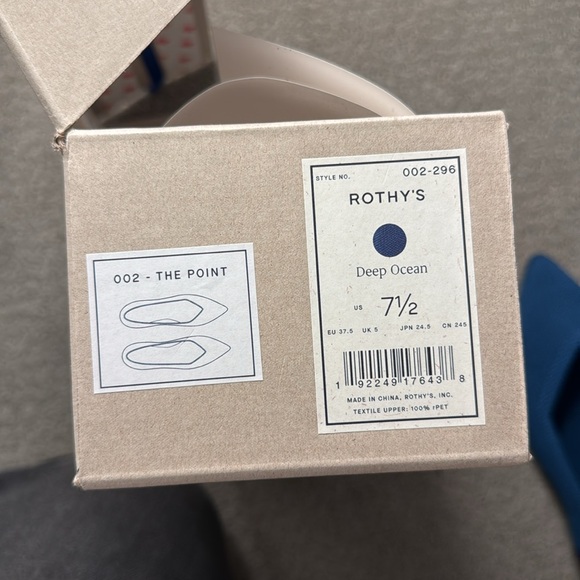 002 - THE POINT
STYLE NO. 002-296
ROTHY'S
Deep Ocean
US 7½
EU 37.5 UK 5 JPN 24.5 CN 245
1 92249 17643 8
MADE IN CHINA, ROTHY'S, INC.
TEXTILE UPPER: 100% rPET